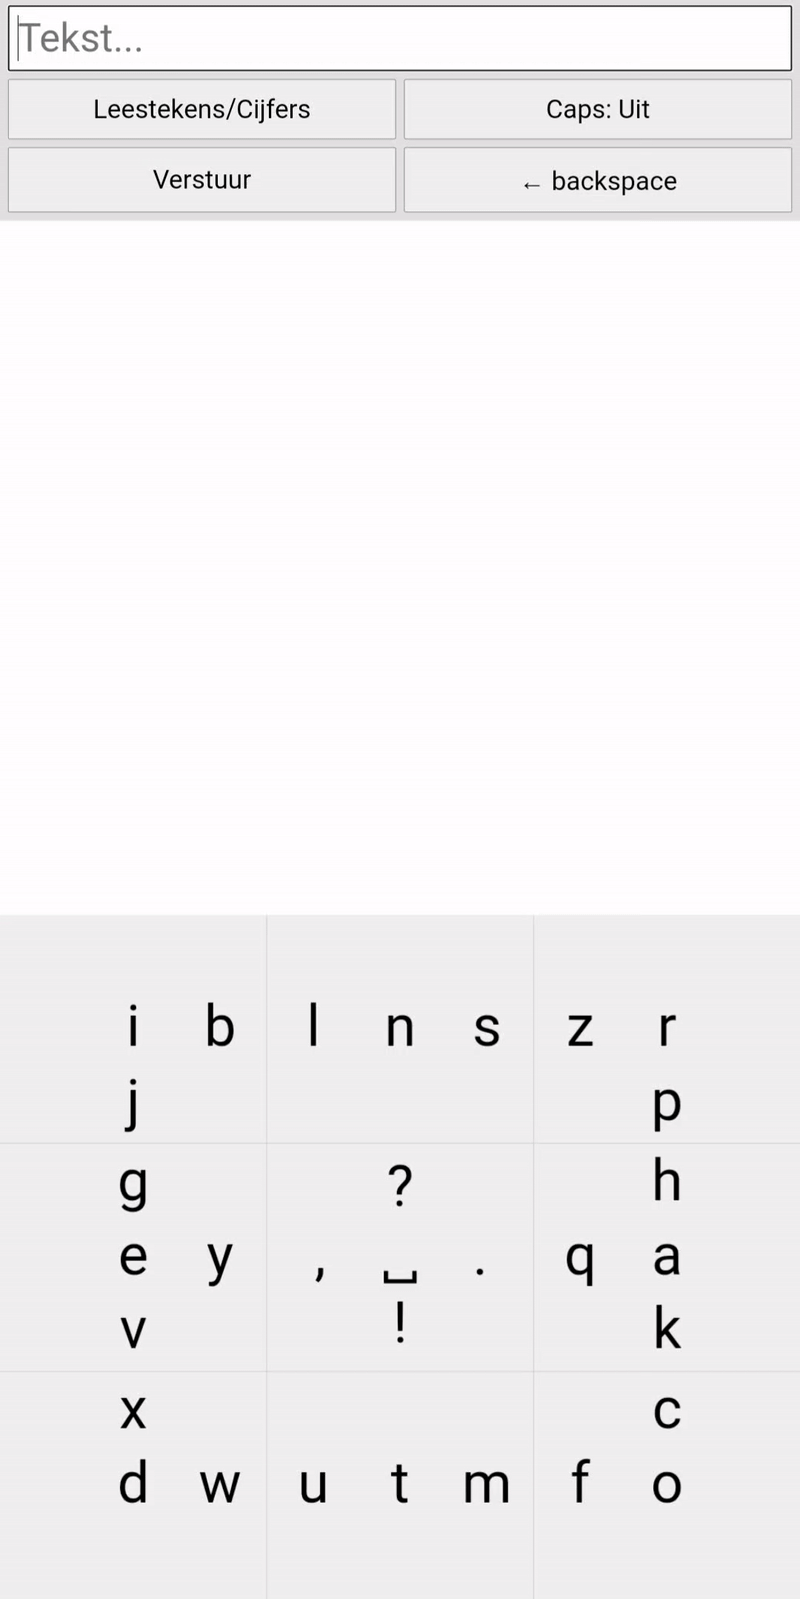 Tekst...
Leestekens/Cijfers Caps: Uit
Verstuur ← backspace
i b l n s z r
j p
g ? h
e y , ⎵ . q a
v ! k
x c
d w u t m f o